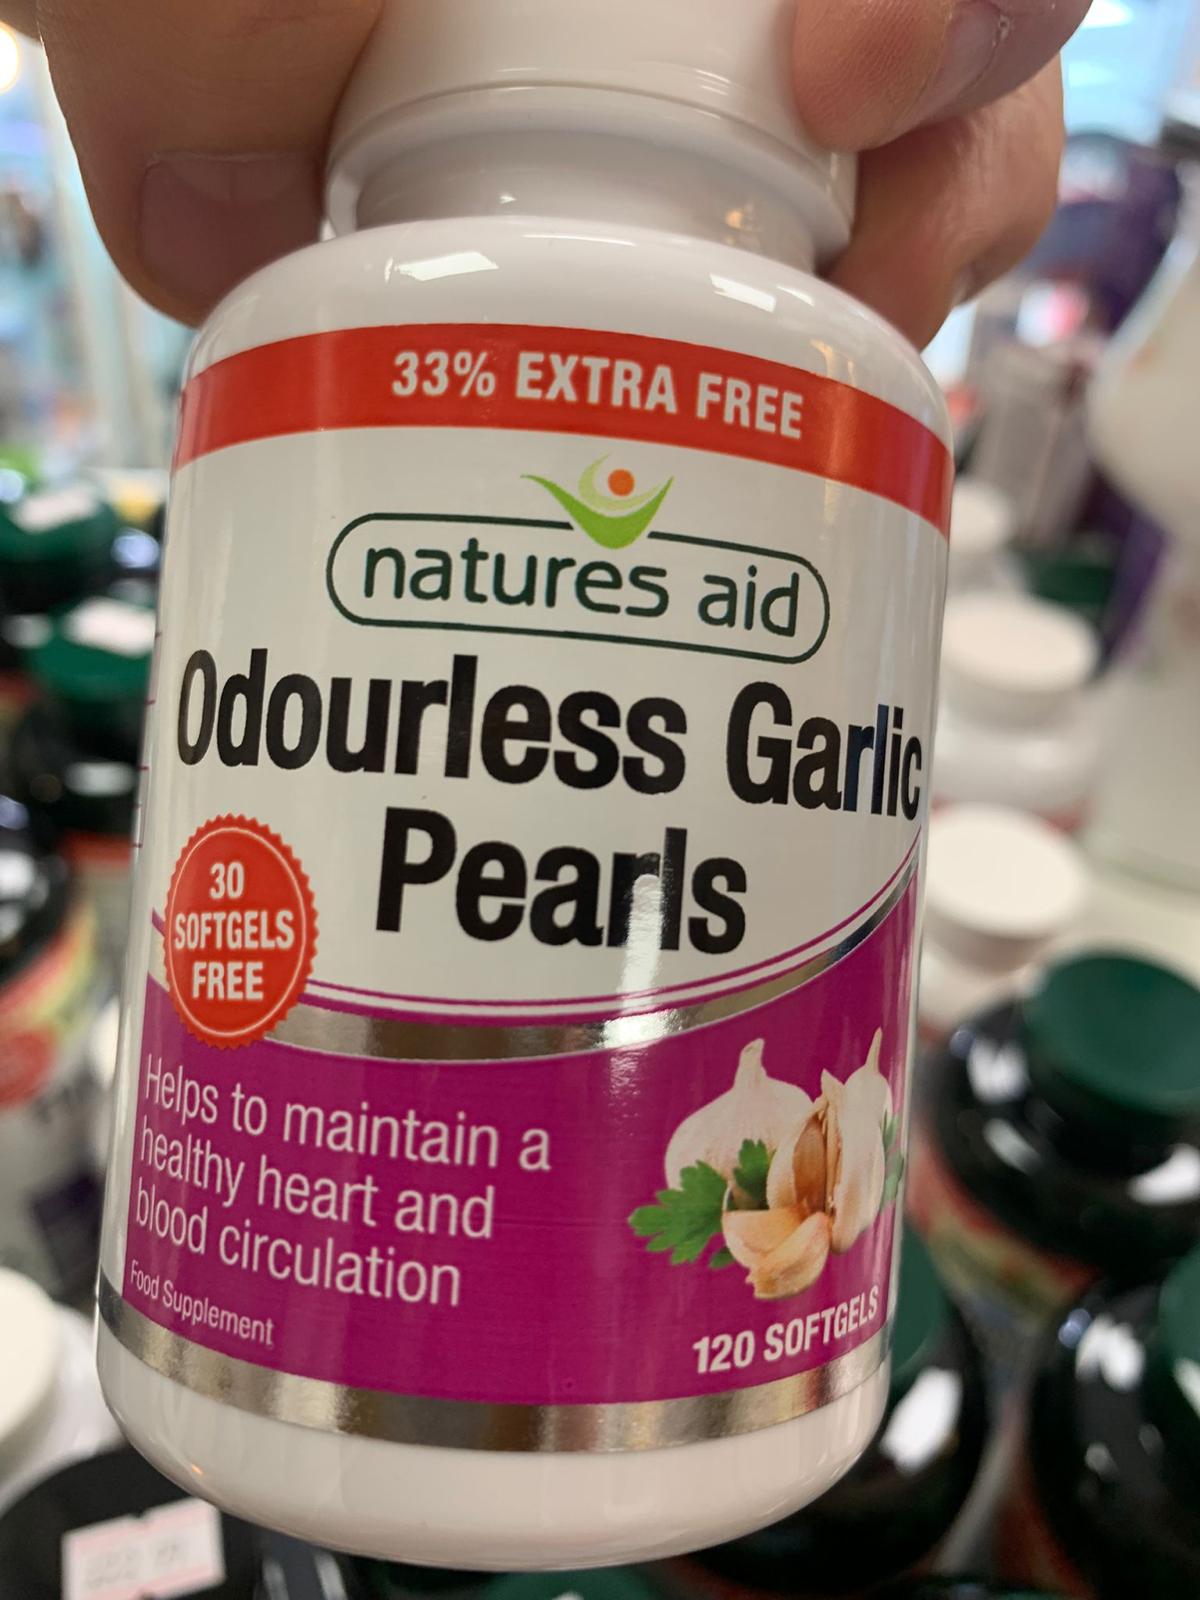 33% EXTRA FREE
natures aid
Odourless Garlic
Pearls
30
SOFTGELS
FREE
Helps to maintain a
healthy heart and
blood circulation
Food Supplement
120 SOFTGELS